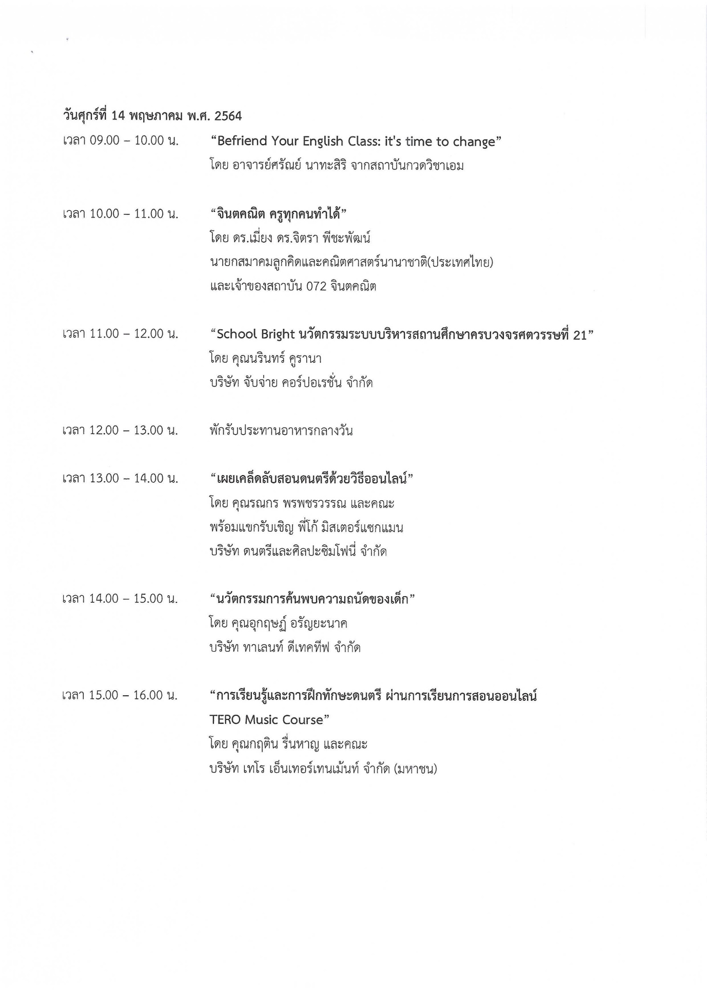 วันศุกร์ที่ 14 พฤษภาคม พ.ศ. 2564
เวลา 09.00 – 10.00 น. “Befriend Your English Class: it's time to change”
โดย อาจารย์ศรัณย์ นาทะสิริ จากสถาบันกวดวิชาเอม
เวลา 10.00 – 11.00 น. “จินตคณิต ครูทุกคนทำได้”
โดย ดร.เมี่ยง ดร.จิตรา พีชะพัฒน์
นายกสมาคมลูกคิดและคณิตศาสตร์นานาชาติ(ประเทศไทย)
และเจ้าของสถาบัน 072 จินตคณิต
เวลา 11.00 – 12.00 น. “School Bright นวัตกรรมระบบบริหารสถานศึกษาครบวงจรศตวรรษที่ 21”
โดย คุณนรินทร์ คูรานา
บริษัท จับจ่าย คอร์ปอเรชั่น จำกัด
เวลา 12.00 – 13.00 น. พักรับประทานอาหารกลางวัน
เวลา 13.00 – 14.00 น. “เผยเคล็ดลับสอนดนตรีด้วยวิธีออนไลน์”
โดย คุณรณกร พรพชรวรรณ และคณะ
พร้อมแขกรับเชิญ พี่โก้ มิสเตอร์แซกแมน
บริษัท ดนตรีและศิลปะซิมโฟนี่ จำกัด
เวลา 14.00 – 15.00 น. “นวัตกรรมการค้นพบความถนัดของเด็ก”
โดย คุณอุกฤษฏ์ อรัญยะนาค
บริษัท ทาเลนท์ ดีเทคทีฟ จำกัด
เวลา 15.00 – 16.00 น. “การเรียนรู้และการฝึกทักษะดนตรี ผ่านการเรียนการสอนออนไลน์
TERO Music Course”
โดย คุณกฤติน รื่นหาญ และคณะ
บริษัท เทโร เอ็นเทอร์เทนเม้นท์ จำกัด (มหาชน)